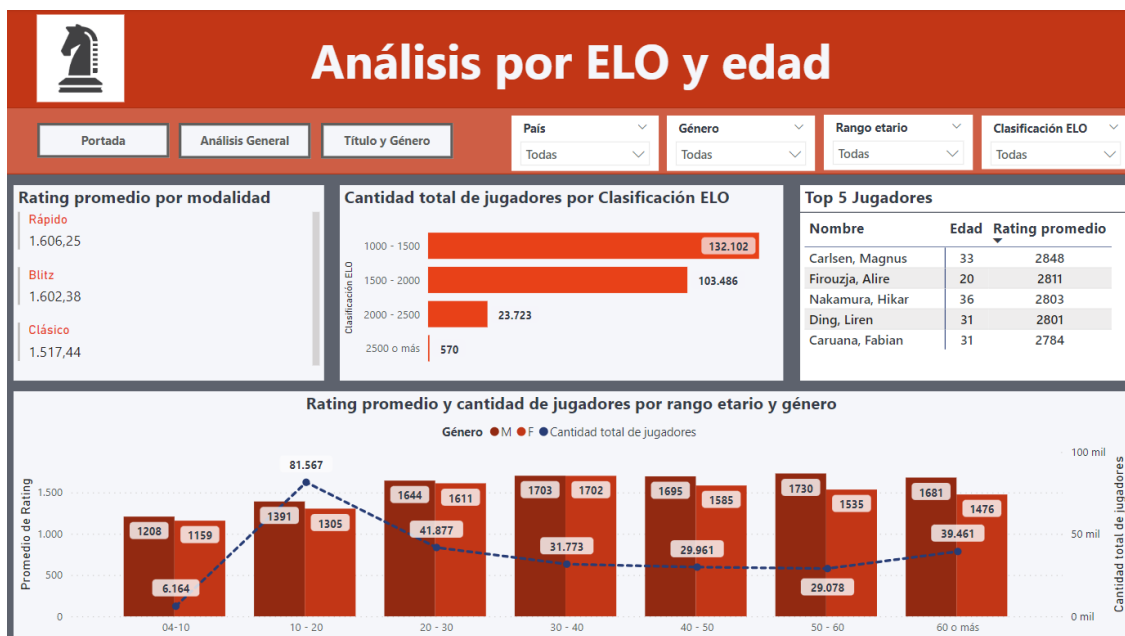 Análisis por ELO y edad
Portada
Análisis General
Título y Género
País
Todas
Género
Todas
Rango etario
Todas
Clasificación ELO
Todas
Rating promedio por modalidad
Rápido
1.606,25
Blitz
1.602,38
Clásico
1.517,44
Cantidad total de jugadores por Clasificación ELO
Clasificación ELO
1000 - 1500 132.102
1500 - 2000 103.486
2000 - 2500 23.723
2500 o más 570
Top 5 Jugadores
Nombre Edad Rating promedio
Carlsen, Magnus 33 2848
Firouzja, Alire 20 2811
Nakamura, Hikar 36 2803
Ding, Liren 31 2801
Caruana, Fabian 31 2784
Rating promedio y cantidad de jugadores por rango etario y género
Género M F Cantidad total de jugadores
Promedio de Rating
1.500
1.000
500
0
1208 1159
6.164
1391 1305
81.567
1644 1611
41.877
1703 1702
31.773
1695 1585
29.961
1730 1535
29.078
1681 1476
39.461
100 mil
50 mil
0 mil
Cantidad total de jugadores
04-10 10 - 20 20 - 30 30 - 40 40 - 50 50 - 60 60 o más